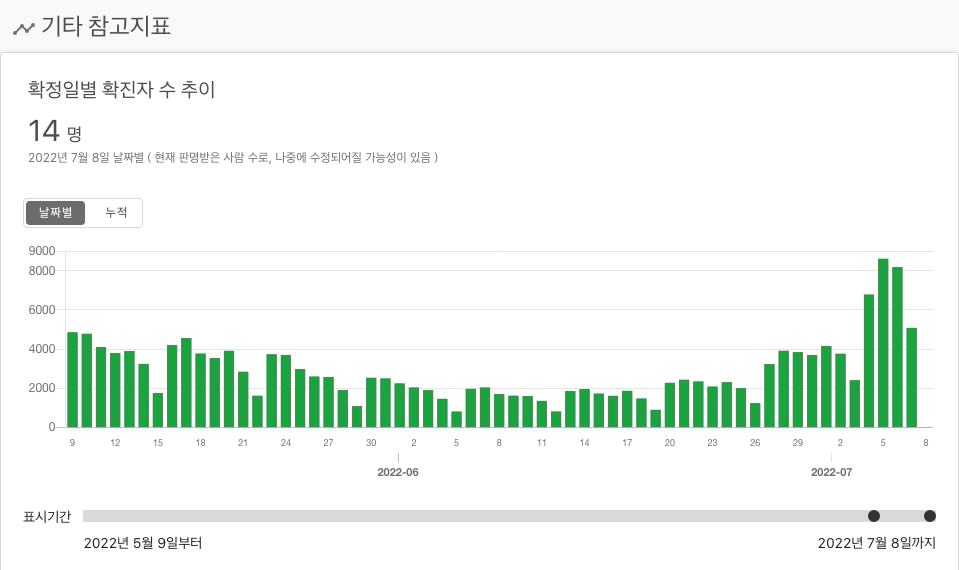 기타 참고지표
확정일별 확진자 수 추이
14 명
2022년 7월 8일 날짜별 ( 현재 판명받은 사람 수로, 나중에 수정되어질 가능성이 있음 )
날짜별 누적
9000
8000
6000
4000
2000
0
9 12 15 18 21 24 27 30 2 5 8 11 14 17 20 23 26 29 2 5 8
2022-06 2022-07
표시기간
2022년 5월 9일부터 2022년 7월 8일까지